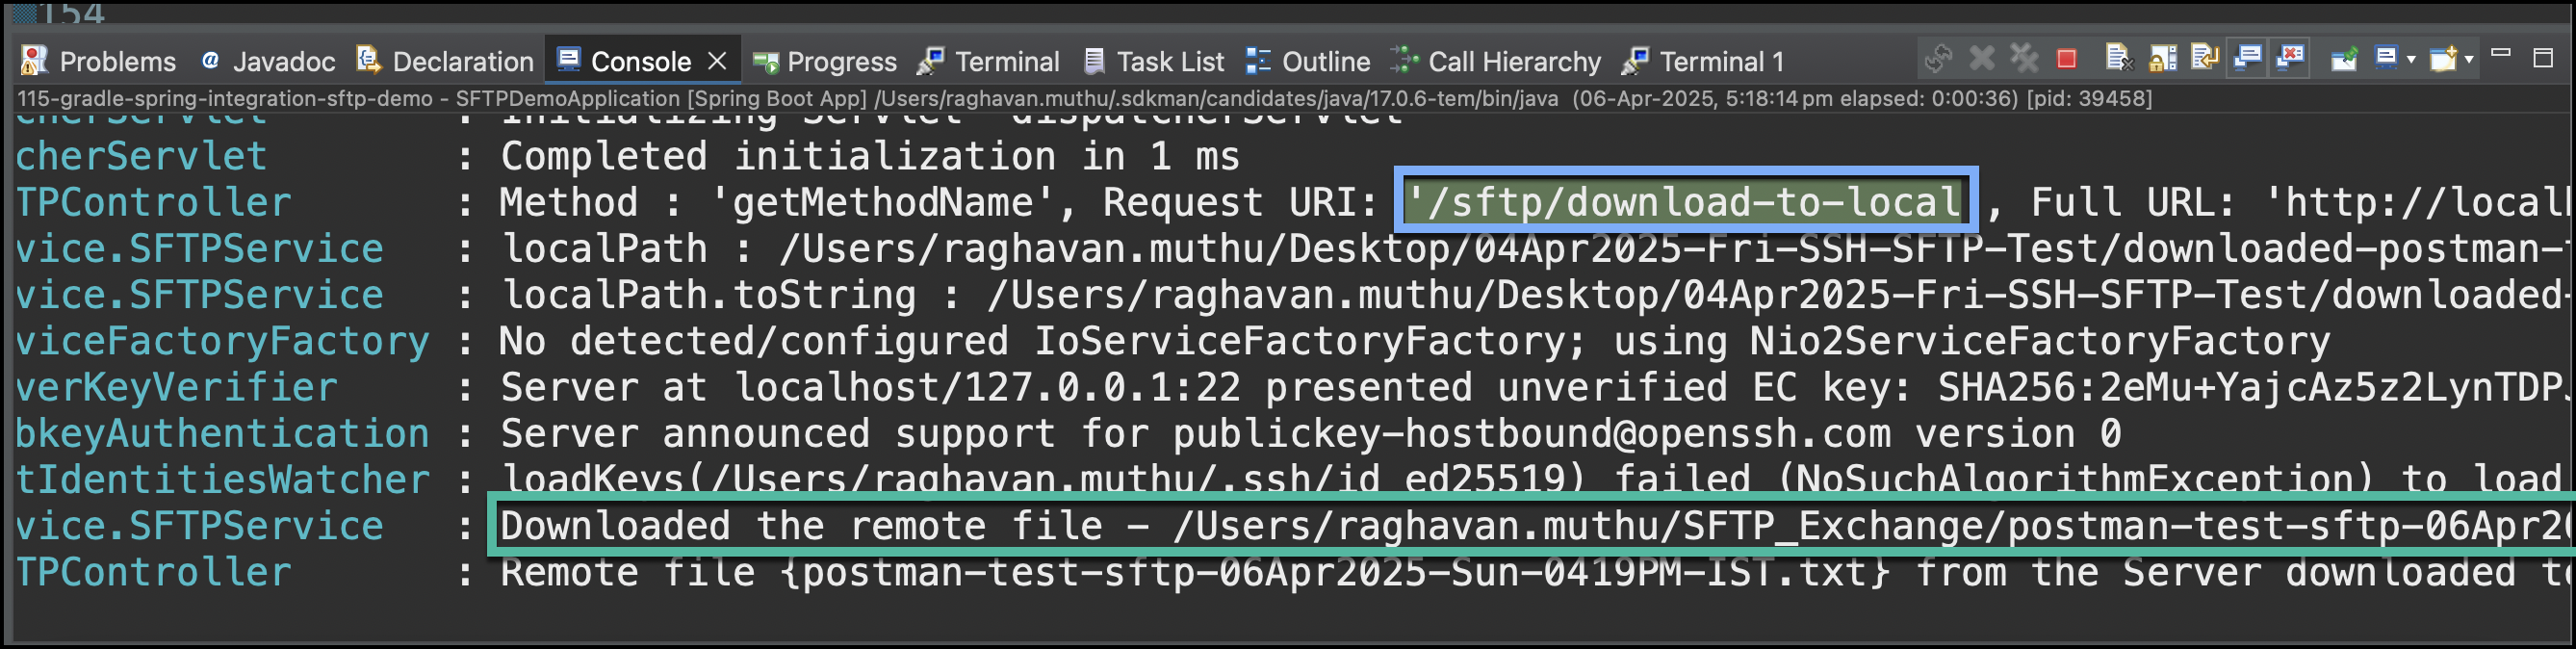 154
Problems Javadoc Declaration Console Progress Terminal Task List Outline Call Hierarchy Terminal 1
115-gradle-spring-integration-sftp-demo - SFTPDemoApplication [Spring Boot App] /Users/raghavan.muthu/.sdkman/candidates/java/17.0.6-tem/bin/java (06-Apr-2025, 5:18:14 pm elapsed: 0:00:36) [pid: 39458]
cherServlet : Initializing Servlet 'dispatcherServlet'
cherServlet : Completed initialization in 1 ms
TPController : Method : 'getMethodName', Request URI: '/sftp/download-to-local , Full URL: 'http://local
vice.SFTPService : localPath : /Users/raghavan.muthu/Desktop/04Apr2025-Fri-SSH-SFTP-Test/downloaded-postman-
vice.SFTPService : localPath.toString : /Users/raghavan.muthu/Desktop/04Apr2025-Fri-SSH-SFTP-Test/downloaded-
viceFactoryFactory : No detected/configured IoServiceFactoryFactory; using Nio2ServiceFactoryFactory
verKeyVerifier : Server at localhost/127.0.0.1:22 presented unverified EC key: SHA256:2eMu+YajcAz5z2LynTDP
bkeyAuthentication : Server announced support for publickey-hostbound@openssh.com version 0
tIdentitiesWatcher : loadKeys(/Users/raghavan.muthu/.ssh/id_ed25519) failed (NoSuchAlgorithmException) to load
vice.SFTPService : Downloaded the remote file - /Users/raghavan.muthu/SFTP_Exchange/postman-test-sftp-06Apr20
TPController : Remote file {postman-test-sftp-06Apr2025-Sun-0419PM-IST.txt} from the Server downloaded to